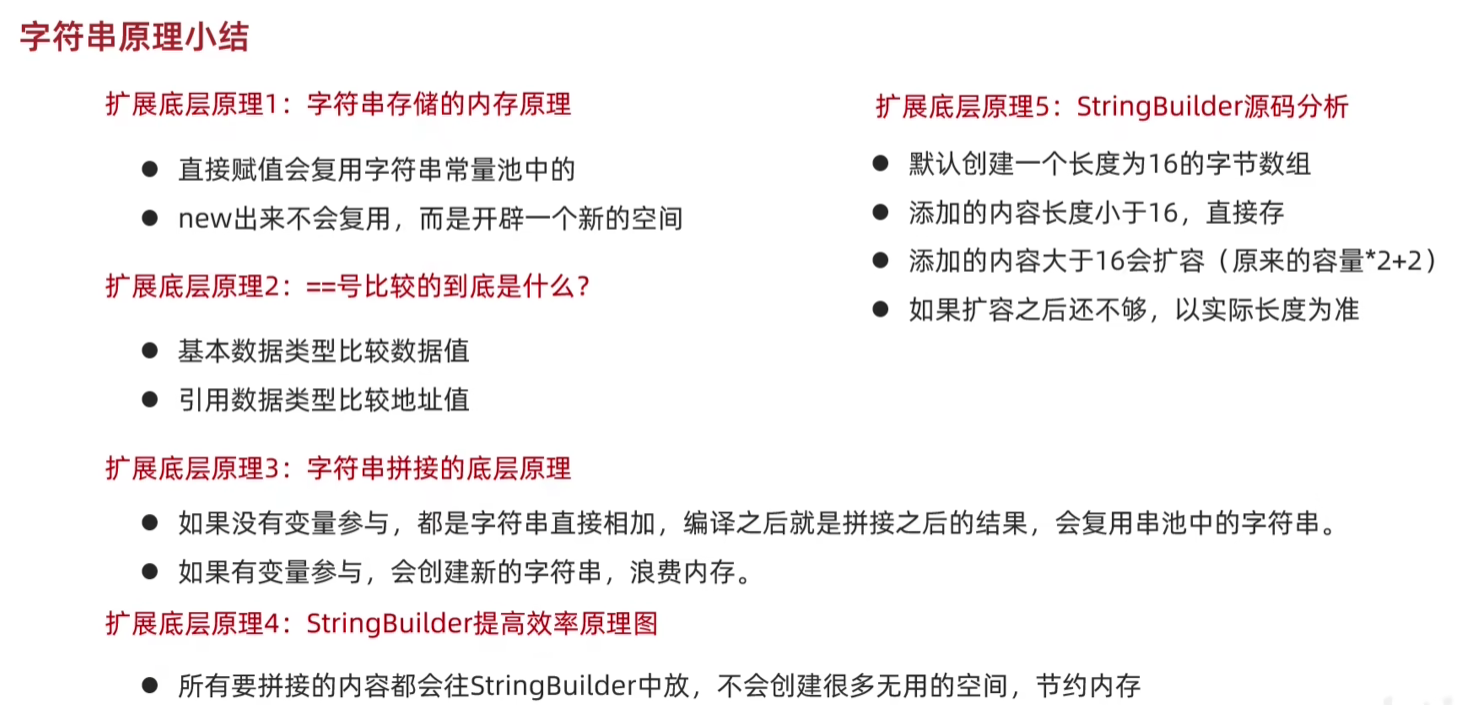 字符串原理小结
扩展底层原理1：字符串存储的内存原理
● 直接赋值会复用字符串常量池中的
● new出来不会复用，而是开辟一个新的空间
扩展底层原理2：==号比较的到底是什么？
● 基本数据类型比较数据值
● 引用数据类型比较地址值
扩展底层原理3：字符串拼接的底层原理
● 如果没有变量参与，都是字符串直接相加，编译之后就是拼接之后的结果，会复用串池中的字符串。
● 如果有变量参与，会创建新的字符串，浪费内存。
扩展底层原理4：StringBuilder提高效率原理图
● 所有要拼接的内容都会往StringBuilder中放，不会创建很多无用的空间，节约内存
扩展底层原理5：StringBuilder源码分析
● 默认创建一个长度为16的字节数组
● 添加的内容长度小于16，直接存
● 添加的内容大于16会扩容（原来的容量*2+2）
● 如果扩容之后还不够，以实际长度为准